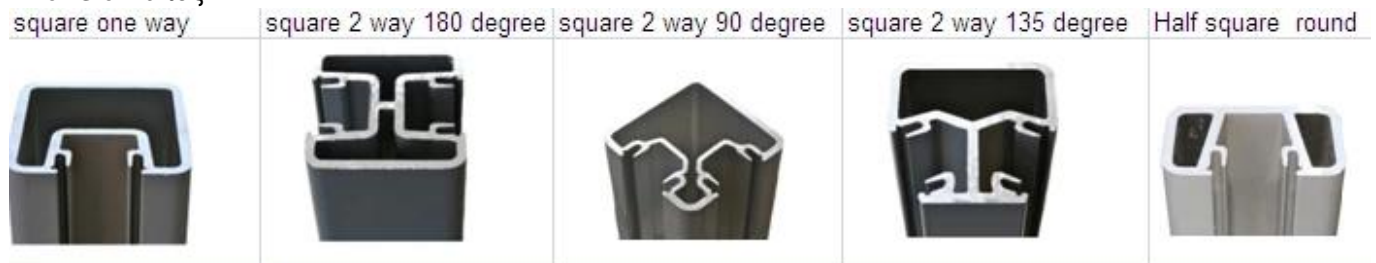 square one way
square 2 way 180 degree
square 2 way 90 degree
square 2 way 135 degree
Half square round